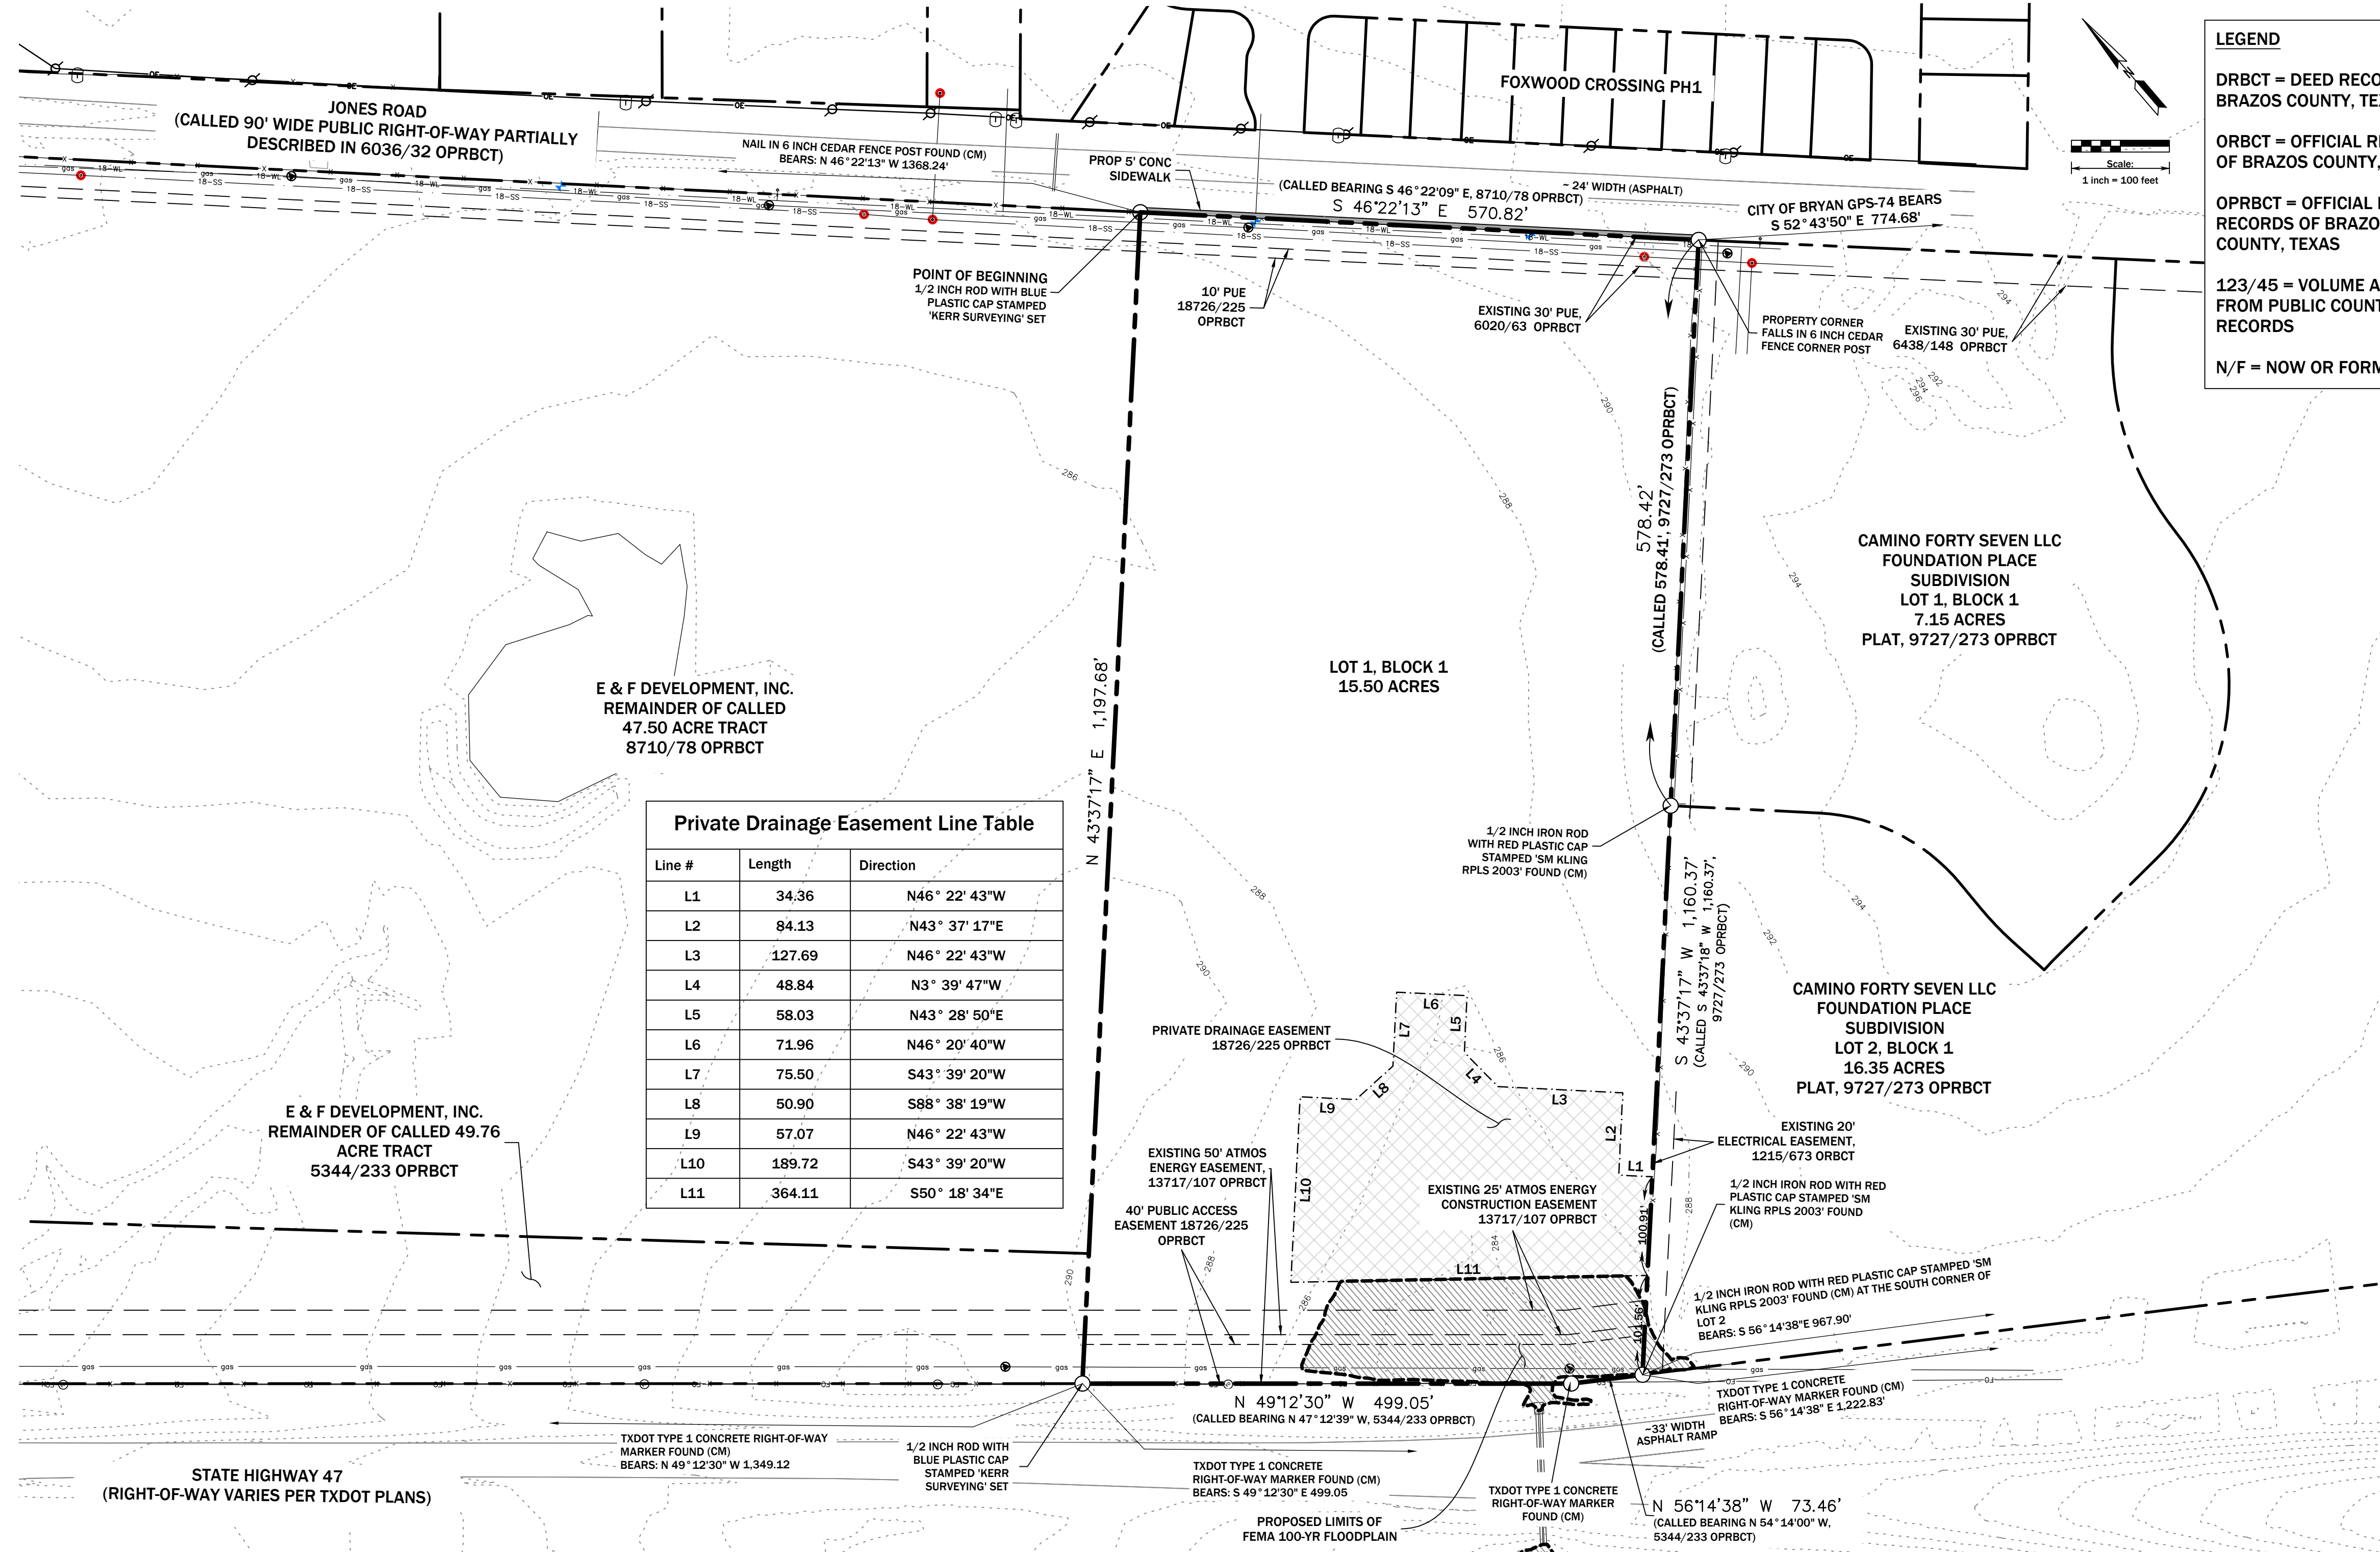 JONES ROAD
(CALLED 90' WIDE PUBLIC RIGHT-OF-WAY PARTIALLY
DESCRIBED IN 6036/32 OPRBCT)
NAIL IN 6 INCH CEDAR FENCE POST FOUND (CM)
BEARS: N 46°22'13" W 1368.24'
PROP 5' CONC
SIDEWALK
FOXWOOD CROSSING PH1
~ 24' WIDTH (ASPHALT)
(CALLED BEARING S 46°22'09" E, 8710/78 OPRBCT)
S 46°22'13" E 570.82'
CITY OF BRYAN GPS-74 BEARS
S 52°43'50" E 774.68'
Scale:
1 inch = 100 feet
LEGEND
DRBCT = DEED RECO
BRAZOS COUNTY, TE
ORBCT = OFFICIAL R
OF BRAZOS COUNTY,
OPRBCT = OFFICIAL
RECORDS OF BRAZO
COUNTY, TEXAS
123/45 = VOLUME A
FROM PUBLIC COUNT
RECORDS
N/F = NOW OR FORM
POINT OF BEGINNING
1/2 INCH ROD WITH BLUE
PLASTIC CAP STAMPED
'KERR SURVEYING' SET
10' PUE
18726/225
OPRBCT
EXISTING 30' PUE,
6020/63 OPRBCT
PROPERTY CORNER
FALLS IN 6 INCH CEDAR
FENCE CORNER POST
EXISTING 30' PUE,
6438/148 OPRBCT
578.42'
(CALLED 578.41', 9727/273 OPRBCT)
CAMINO FORTY SEVEN LLC
FOUNDATION PLACE
SUBDIVISION
LOT 1, BLOCK 1
7.15 ACRES
PLAT, 9727/273 OPRBCT
LOT 1, BLOCK 1
15.50 ACRES
E & F DEVELOPMENT, INC.
REMAINDER OF CALLED
47.50 ACRE TRACT
8710/78 OPRBCT
N 43°37'17" E 1,197.68'
Private Drainage Easement Line Table
Line # Length Direction
L1 34.36 N46° 22' 43"W
L2 84.13 N43° 37' 17"E
L3 127.69 N46° 22' 43"W
L4 48.84 N3° 39' 47"W
L5 58.03 N43° 28' 50"E
L6 71.96 N46° 20' 40"W
L7 75.50 S43° 39' 20"W
L8 50.90 S88° 38' 19"W
L9 57.07 N46° 22' 43"W
L10 189.72 S43° 39' 20"W
L11 364.11 S50° 18' 34"E
1/2 INCH IRON ROD
WITH RED PLASTIC CAP
STAMPED 'SM KLING
RPLS 2003' FOUND (CM)
S 43°37'17" W 1,160.37'
(CALLED S 43°37'18" W 1,160.37',
9727/273 OPRBCT)
CAMINO FORTY SEVEN LLC
FOUNDATION PLACE
SUBDIVISION
LOT 2, BLOCK 1
16.35 ACRES
PLAT, 9727/273 OPRBCT
PRIVATE DRAINAGE EASEMENT
18726/225 OPRBCT
L6
L7
L5
L4
L8
L9
L3
L2
L1
L10
L11
E & F DEVELOPMENT, INC.
REMAINDER OF CALLED 49.76
ACRE TRACT
5344/233 OPRBCT
EXISTING 50' ATMOS
ENERGY EASEMENT,
13717/107 OPRBCT
40' PUBLIC ACCESS
EASEMENT 18726/225
OPRBCT
EXISTING 25' ATMOS ENERGY
CONSTRUCTION EASEMENT
13717/107 OPRBCT
EXISTING 20'
ELECTRICAL EASEMENT,
1215/673 ORBCT
1/2 INCH IRON ROD WITH RED
PLASTIC CAP STAMPED 'SM
KLING RPLS 2003' FOUND
(CM)
100.91'
101.56'
1/2 INCH IRON ROD WITH RED PLASTIC CAP STAMPED 'SM
KLING RPLS 2003' FOUND (CM) AT THE SOUTH CORNER OF
LOT 2
BEARS: S 56°14'38"E 967.90'
TXDOT TYPE 1 CONCRETE
RIGHT-OF-WAY MARKER FOUND (CM)
BEARS: S 56°14'38" E 1,222.83'
~33' WIDTH
ASPHALT RAMP
N 49°12'30" W 499.05'
(CALLED BEARING N 47°12'39" W, 5344/233 OPRBCT)
TXDOT TYPE 1 CONCRETE RIGHT-OF-WAY
MARKER FOUND (CM)
BEARS: N 49°12'30" W 1,349.12
1/2 INCH ROD WITH
BLUE PLASTIC CAP
STAMPED 'KERR
SURVEYING' SET
TXDOT TYPE 1 CONCRETE
RIGHT-OF-WAY MARKER FOUND (CM)
BEARS: S 49°12'30" E 499.05
PROPOSED LIMITS OF
FEMA 100-YR FLOODPLAIN
TXDOT TYPE 1 CONCRETE
RIGHT-OF-WAY MARKER
FOUND (CM)
N 56°14'38" W 73.46'
(CALLED BEARING N 54°14'00" W,
5344/233 OPRBCT)
STATE HIGHWAY 47
(RIGHT-OF-WAY VARIES PER TXDOT PLANS)